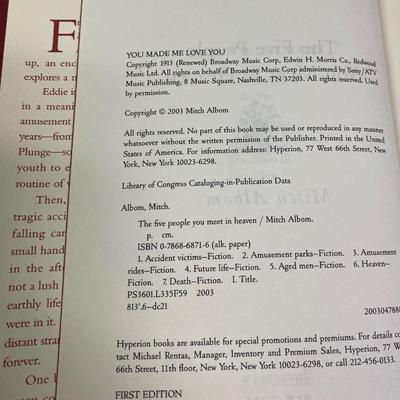 F
up, an enc
explores a m
Eddie is
in a meani
amusement
years—from
Plunge—so
youth to e
routine of
Then,
tragic acci
falling car
small hand
in the aft
not a lush
earthly life
were in it.
distant stran
forever.
One
YOU MADE ME LOVE YOU
Copyright 1913 (Renewed) Broadway Music Corp, Edwin H. Morris Co., Redwood
Music Ltd. All rights on behalf of Broadway Music Corp administered by Sony/ATV
Music Publishing, 8 Music Square, Nashville, TN 37203. All rights reserved. Used
by permission.
Copyright © 2003 Mitch Albom
All rights reserved. No part of this book may be used or reproduced in any manner
whatsoever without the written permission of the Publisher. Printed in the United
States of America. For information address: Hyperion, 77 West 66th Street, New
York, New York 10023-6298.
Library of Congress Cataloging-in-Publication Data
Albom, Mitch.
The five people you meet in heaven / Mitch Albom.
p. cm.
ISBN 0-7868-6871-6 (alk. paper)
1. Accident victims–Fiction. 2. Amusement parks–Fiction. 3. Amusement
rides–Fiction. 4. Future life–Fiction. 5. Aged men–Fiction. 6. Heaven–
Fiction. 7. Death–Fiction. I. Title.
PS3601.L335F59 2003
813'.6–dc21
200304788
Hyperion books are available for special promotions and premiums. For details co
tact Michael Rentas, Manager, Inventory and Premium Sales, Hyperion, 77 W
66th Street, 11th floor, New York, New York 10023-6298, or call 212-456-0133.
FIRST EDITION